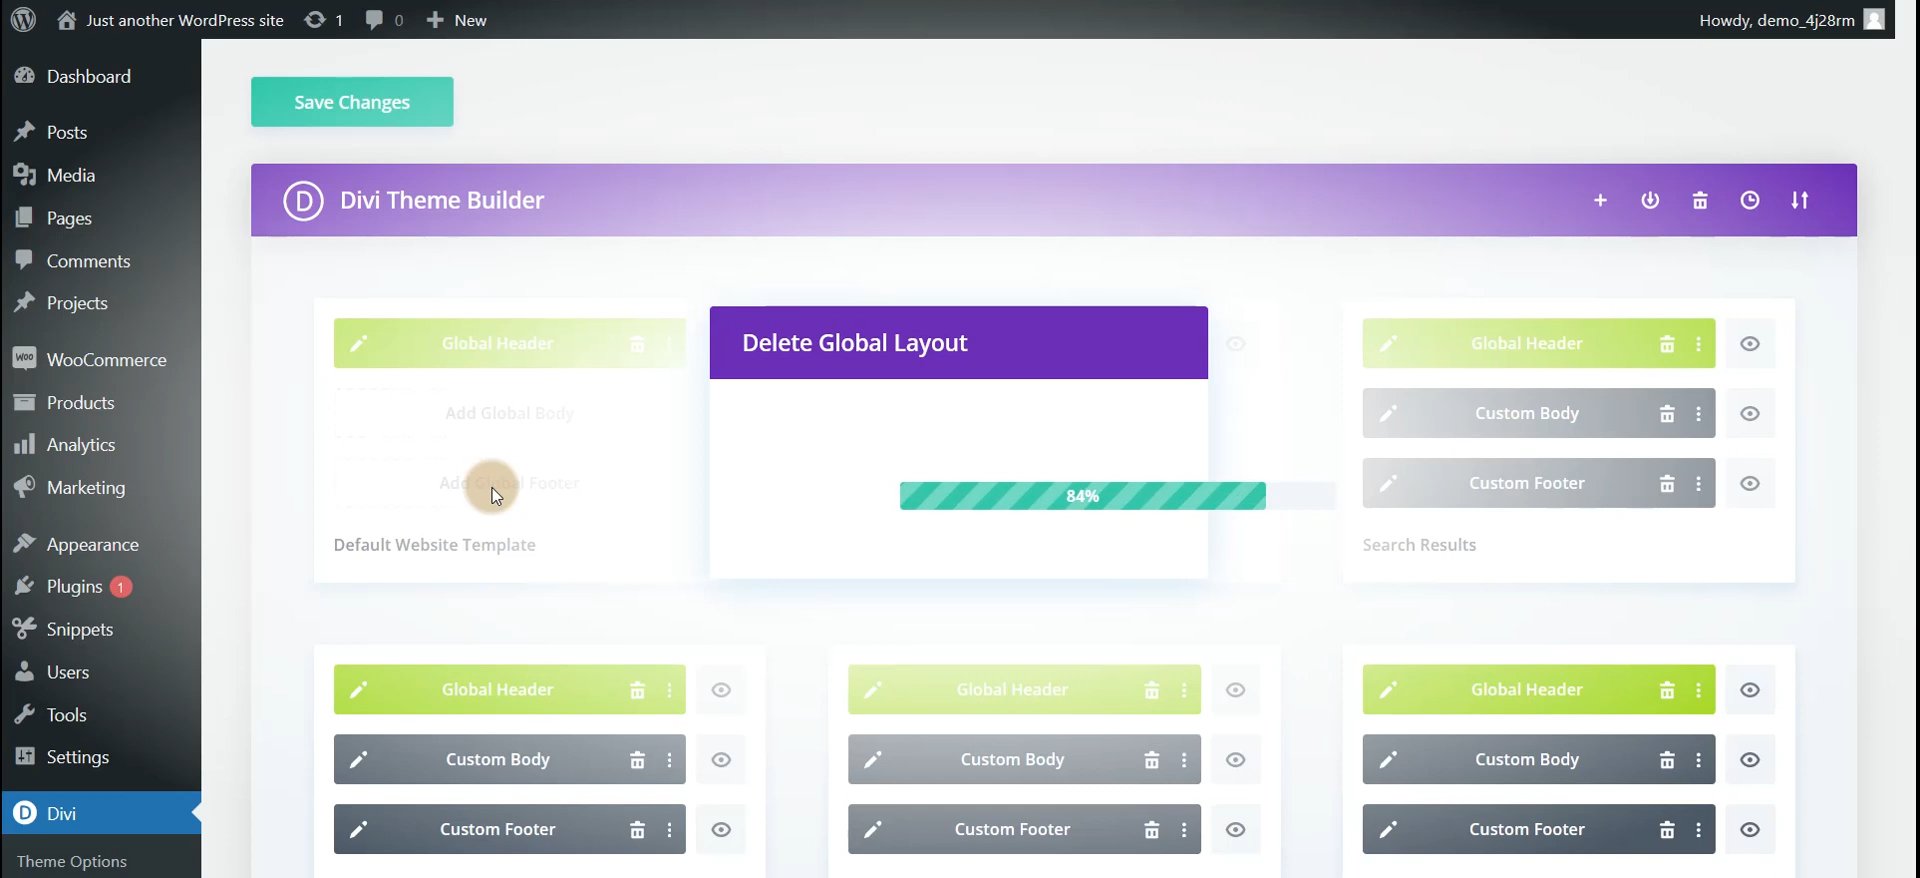 Just another WordPress site 1 0 New Howdy, demo_4j28rm
Dashboard
Posts
Media
Pages
Comments
Projects
WooCommerce
Products
Analytics
Marketing
Appearance
Plugins 1
Snippets
Users
Tools
Settings
Divi
Theme Options
Save Changes
Divi Theme Builder
Global Header
Add Global Body
Add Global Footer
Default Website Template
Delete Global Layout
84%
Global Header
Custom Body
Custom Footer
Search Results
Global Header
Custom Body
Custom Footer
Global Header
Custom Body
Custom Footer
Global Header
Custom Body
Custom Footer